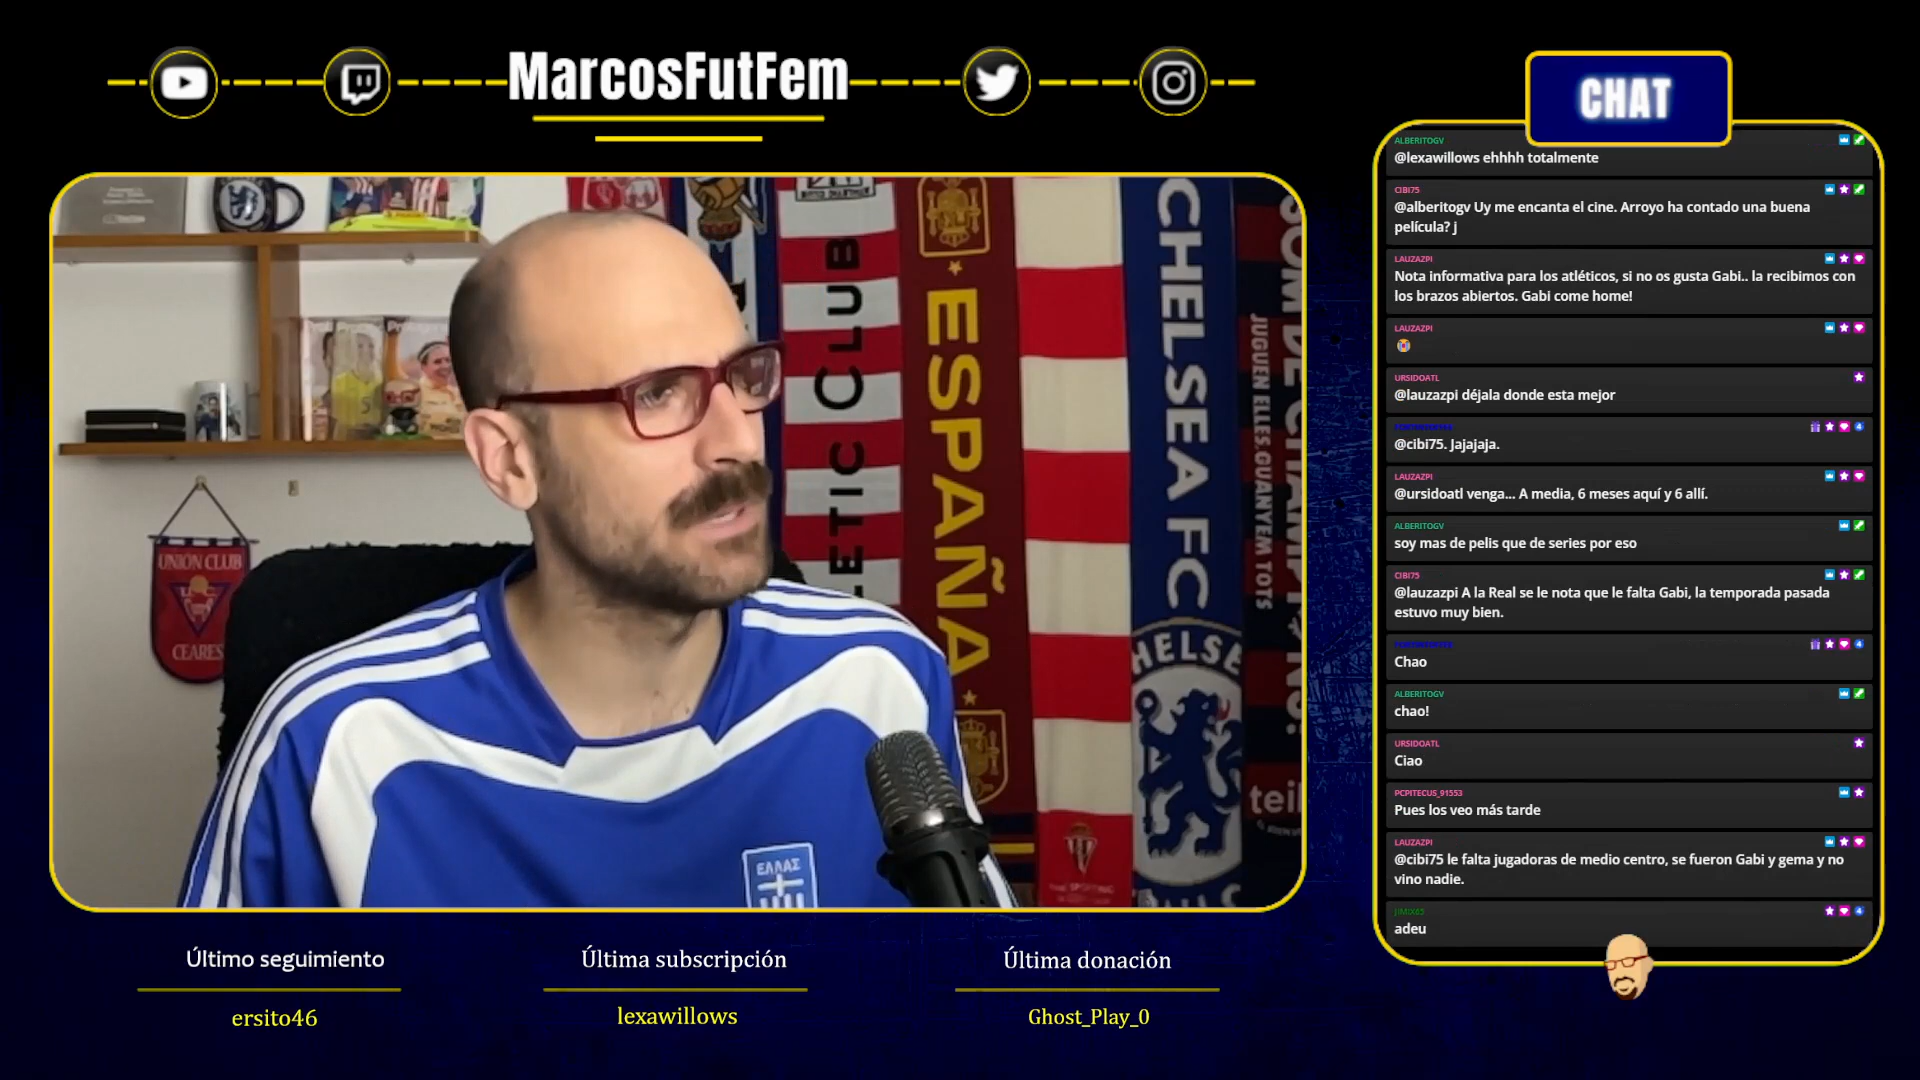 MarcosFutFem
CHAT
ALBERITOGV
@lexawillows ehhhh totalmente
CIBI75
@alberitogv Uy me encanta el cine. Arroyo ha contado una buena
película? j
LAUZAZPI
Nota informativa para los atléticos, si no os gusta Gabi.. la recibimos con
los brazos abiertos. Gabi come home!
LAUZAZPI
URSIDOATL
@lauzazpi déjala donde esta mejor
@cibi75. Jajajaja.
LAUZAZPI
@ursidoatl venga... A media, 6 meses aquí y 6 allí.
ALBERITOGV
soy mas de pelis que de series por eso
CIBI75
@lauzazpi A la Real se le nota que le falta Gabi, la temporada pasada
estuvo muy bien.
Chao
ALBERITOGV
chao!
URSIDOATL
Ciao
PCPITECUS_91553
Pues los veo más tarde
LAUZAZPI
@cibi75 le falta jugadoras de medio centro, se fueron Gabi y gema y no
vino nadie.
JIMIX65
adeu
UNIÓN CLUB
CEARES
ETIC CLUB
ESPAÑA
CHELSEA FC
HELSE
JUGUEN ELLES, GUANYEM TOTS
teil
ΕΛΛΑΣ
Último seguimiento
ersito46
Última subscripción
lexawillows
Última donación
Ghost_Play_0